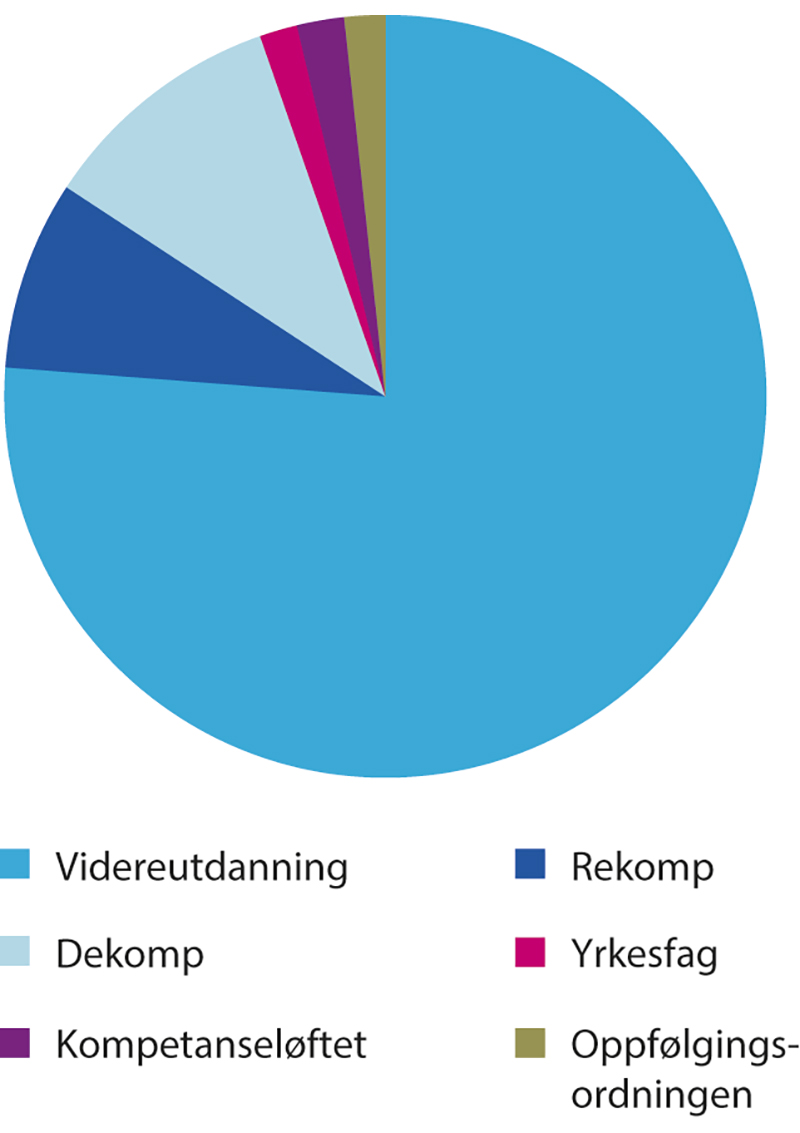 Videreutdanning
Rekomp
Dekomp
Yrkesfag
Kompetanseløftet
Oppfølgings-
ordningen